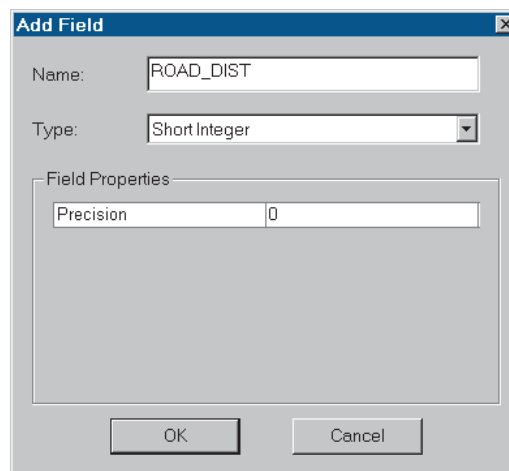 Add Field
Name: ROAD_DIST
Type: Short Integer
Field Properties
Precision 0
OK Cancel